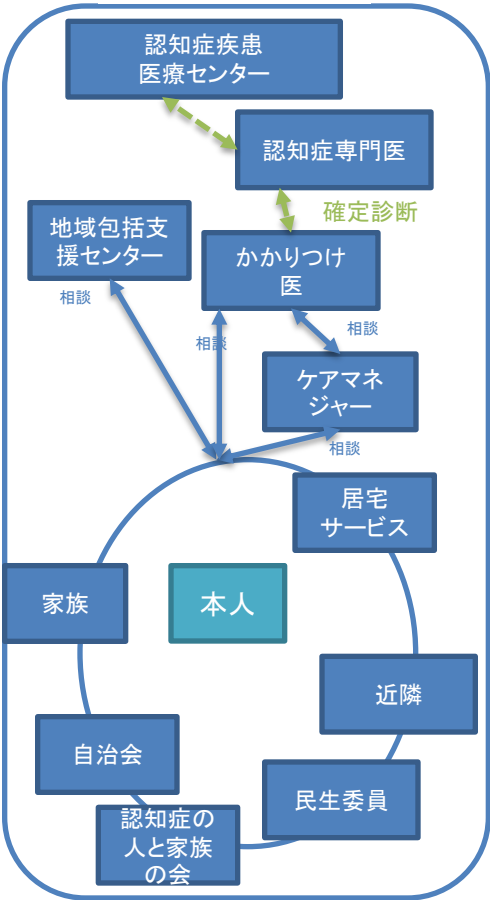 認知症疾患
医療センター
認知症専門医
確定診断
地域包括支
援センター
かかりつけ
医
相談
相談
相談
ケアマネ
ジャー
相談
居宅
サービス
家族
本人
近隣
自治会
民生委員
認知症の
人と家族
の会